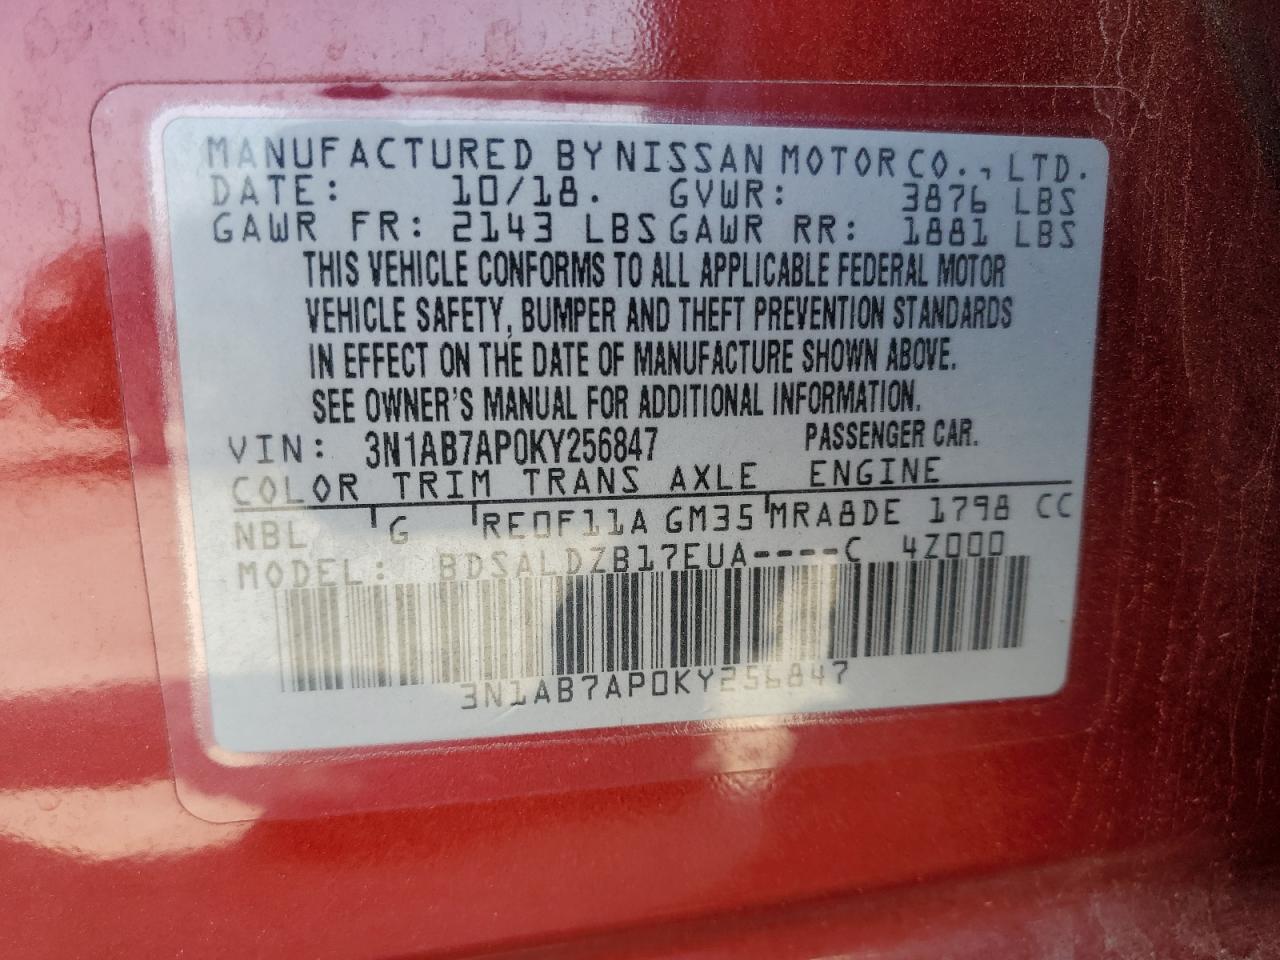 MANUFACTURED BY NISSAN MOTOR CO., LTD.
DATE: 10/18. GVWR: 3876 LBS
GAWR FR: 2143 LBS GAWR RR: 1881 LBS
THIS VEHICLE CONFORMS TO ALL APPLICABLE FEDERAL MOTOR
VEHICLE SAFETY, BUMPER AND THEFT PREVENTION STANDARDS
IN EFFECT ON THE DATE OF MANUFACTURE SHOWN ABOVE.
SEE OWNER'S MANUAL FOR ADDITIONAL INFORMATION.
VIN: 3N1AB7AP0KY256847 PASSENGER CAR.
COLOR TRIM TRANS AXLE ENGINE
NBL G RE0F11A GM35 MRA8DE 1798 CC
MODEL: BDSALDZB17EUA----C 4Z000
3N1AB7AP0KY256847